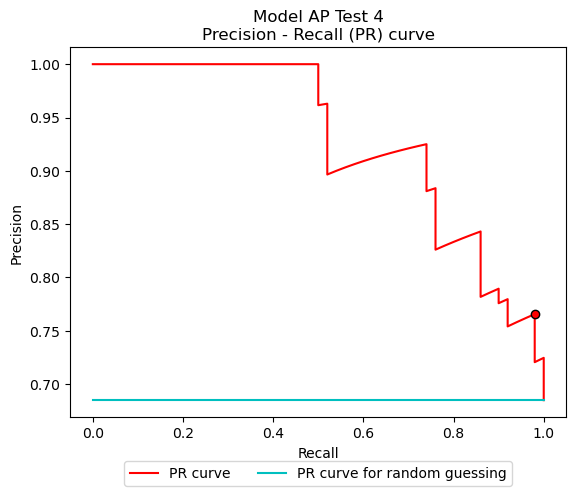 Model AP Test 4
Precision - Recall (PR) curve
Precision
1.00
0.95
0.90
0.85
0.80
0.75
0.70
0.0 0.2 0.4 0.6 0.8 1.0
Recall
PR curve PR curve for random guessing